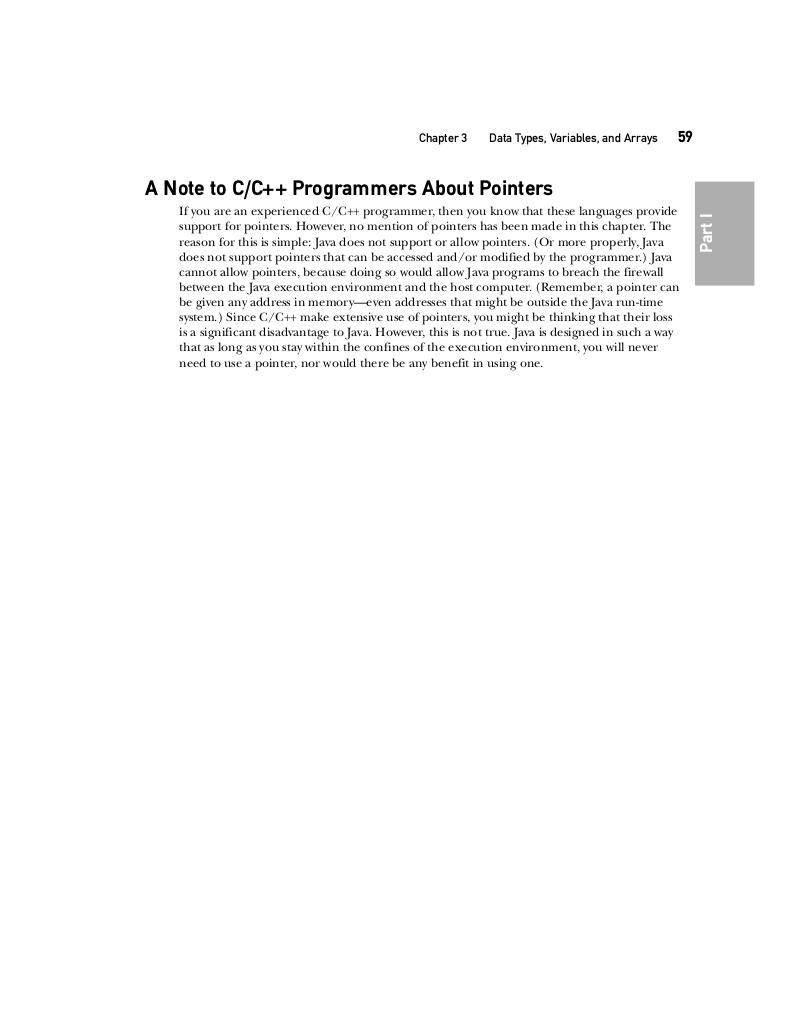 Chapter 3 Data Types, Variables, and Arrays 59
A Note to C/C++ Programmers About Pointers
If you are an experienced C/C++ programmer, then you know that these languages provide
support for pointers. However, no mention of pointers has been made in this chapter. The
reason for this is simple: Java does not support or allow pointers. (Or more properly, Java
does not support pointers that can be accessed and/or modified by the programmer.) Java
cannot allow pointers, because doing so would allow Java programs to breach the firewall
between the Java execution environment and the host computer. (Remember, a pointer can
be given any address in memory—even addresses that might be outside the Java run-time
system.) Since C/C++ make extensive use of pointers, you might be thinking that their loss
is a significant disadvantage to Java. However, this is not true. Java is designed in such a way
that as long as you stay within the confines of the execution environment, you will never
need to use a pointer, nor would there be any benefit in using one.
Part I